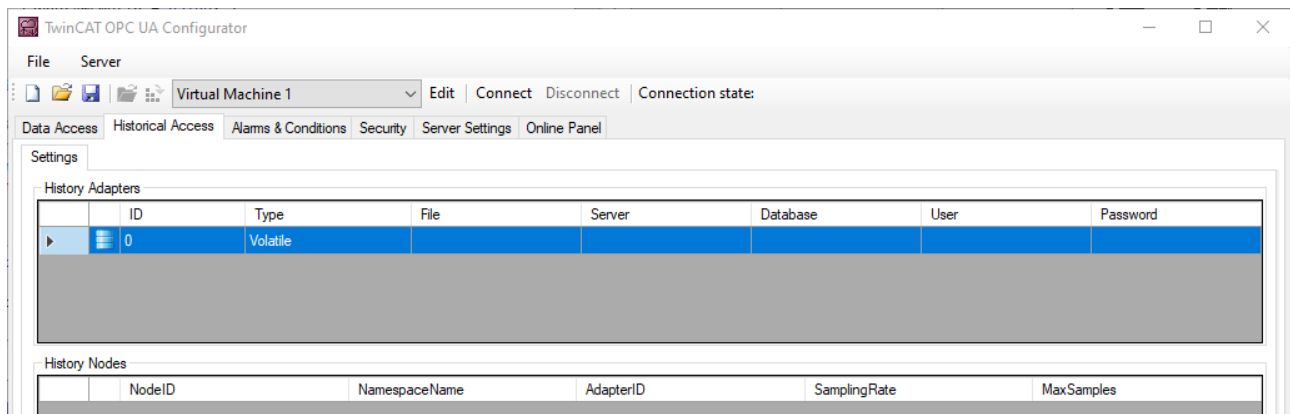 TwinCAT OPC UA Configurator
File Server
Virtual Machine 1 Edit Connect Disconnect Connection state:
Data Access Historical Access Alarms & Conditions Security Server Settings Online Panel
Settings
History Adapters
ID Type File Server Database User Password
0 Volatile
History Nodes
NodeID NamespaceName AdapterID SamplingRate MaxSamples